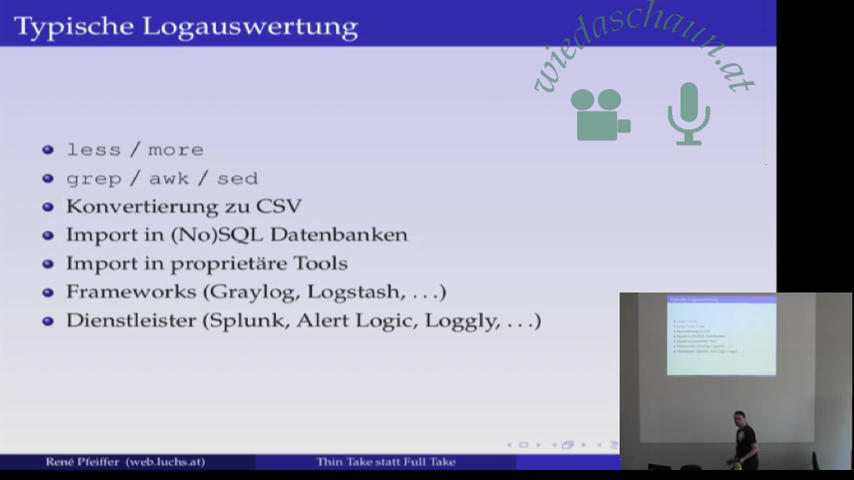 Typische Logauswertung
wiedaschaun.at
less / more
grep / awk / sed
Konvertierung zu CSV
Import in (No)SQL Datenbanken
Import in proprietäre Tools
Frameworks (Graylog, Logstash, . . .)
Dienstleister (Splunk, Alert Logic, Loggly, . . .)
Typische Logauswertung
René Pfeiffer (web.luchs.at)
Thin Take statt Full Take